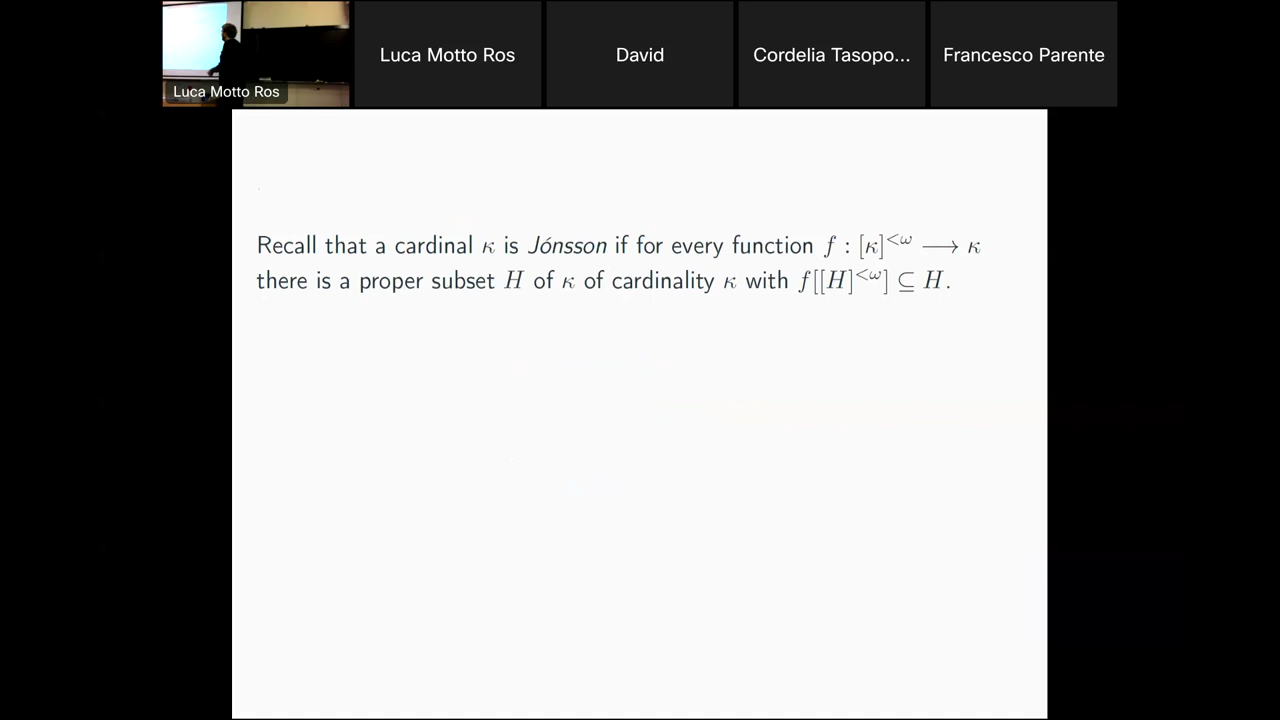 Luca Motto Ros
David
Cordelia Tasopo...
Francesco Parente
Luca Motto Ros
Recall that a cardinal κ is Jónsson if for every function f : [κ]^{<ω} ⟶ κ
there is a proper subset H of κ of cardinality κ with f[[H]^{<ω}] ⊆ H.